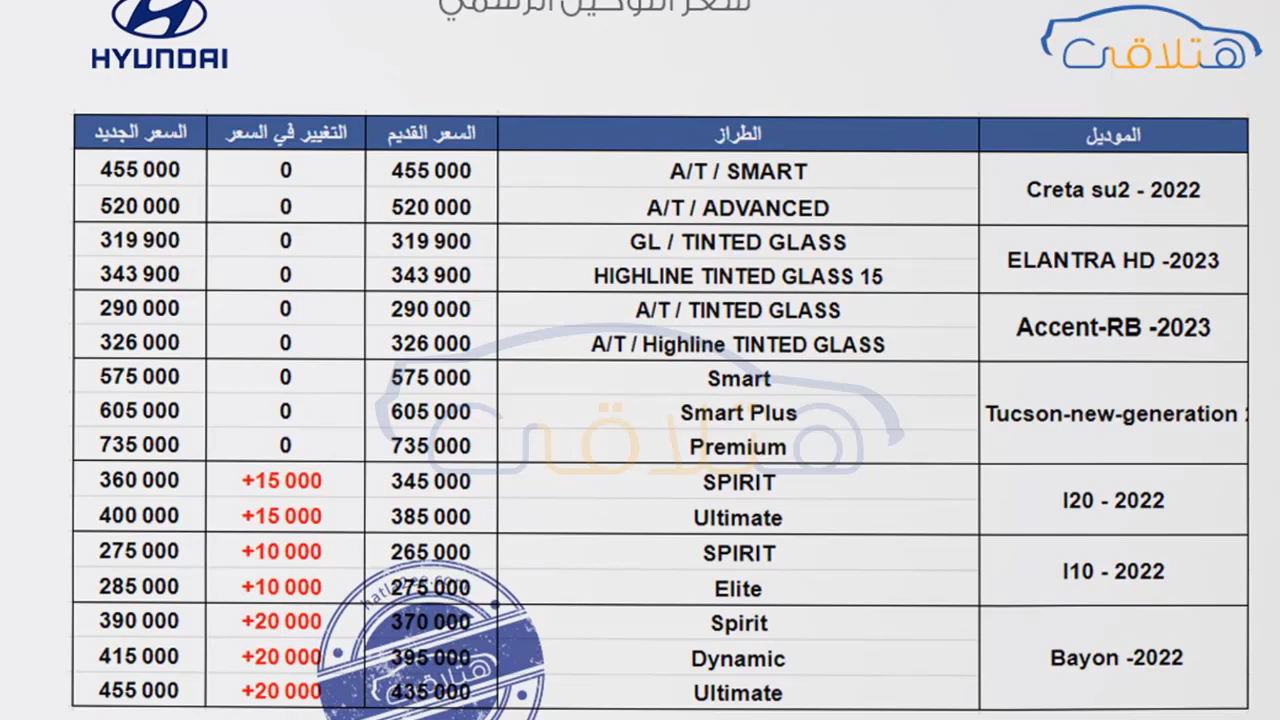 سعر التوكيل الرسمي
HYUNDAI
هتلاقى
الموديل الطراز السعر القديم التغيير في السعر السعر الجديد
Creta su2 - 2022 A/T / SMART 455 000 0 455 000
A/T / ADVANCED 520 000 0 520 000
ELANTRA HD -2023 GL / TINTED GLASS 319 900 0 319 900
HIGHLINE TINTED GLASS 15 343 900 0 343 900
Accent-RB -2023 A/T / TINTED GLASS 290 000 0 290 000
A/T / Highline TINTED GLASS 326 000 0 326 000
Tucson-new-generation Smart 575 000 0 575 000
Smart Plus 605 000 0 605 000
Premium 735 000 0 735 000
I20 - 2022 SPIRIT 345 000 +15 000 360 000
Ultimate 385 000 +15 000 400 000
I10 - 2022 SPIRIT 265 000 +10 000 275 000
Elite 275 000 +10 000 285 000
Bayon -2022 Spirit 370 000 +20 000 390 000
Dynamic 395 000 +20 000 415 000
Ultimate 435 000 +20 000 455 000
هتلاقى
hatla2ee.com
هتلاقى